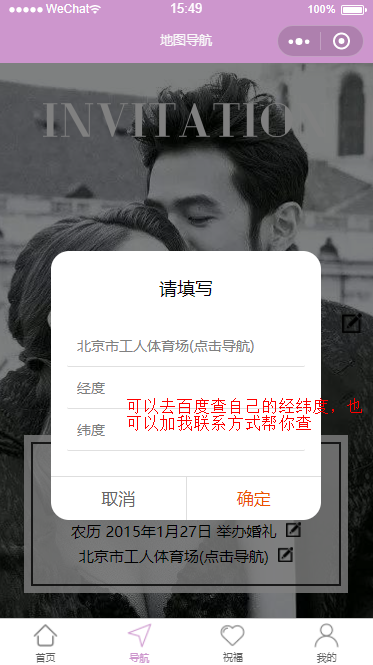 WeChat 15:49 100%
地图导航
INVITATION
请填写
北京市工人体育场(点击导航)
经度
可以去百度查自己的经纬度，也
可以加我联系方式帮你查
纬度
取消 确定
农历 2015年1月27日 举办婚礼
北京市工人体育场(点击导航)
首页 导航 祝福 我的